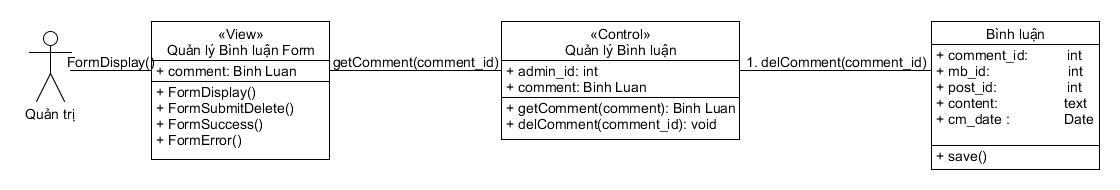 Quản trị
FormDisplay()
«View»
Quản lý Bình luận Form
+ comment: Binh Luan
+ FormDisplay()
+ FormSubmitDelete()
+ FormSuccess()
+ FormError()
getComment(comment_id)
«Control»
Quản lý Bình luận
+ admin_id: int
+ comment: Binh Luan
+ getComment(comment): Binh Luan
+ delComment(comment_id): void
1. delComment(comment_id)
Bình luận
+ comment_id: int
+ mb_id: int
+ post_id: int
+ content: text
+ cm_date : Date
+ save()